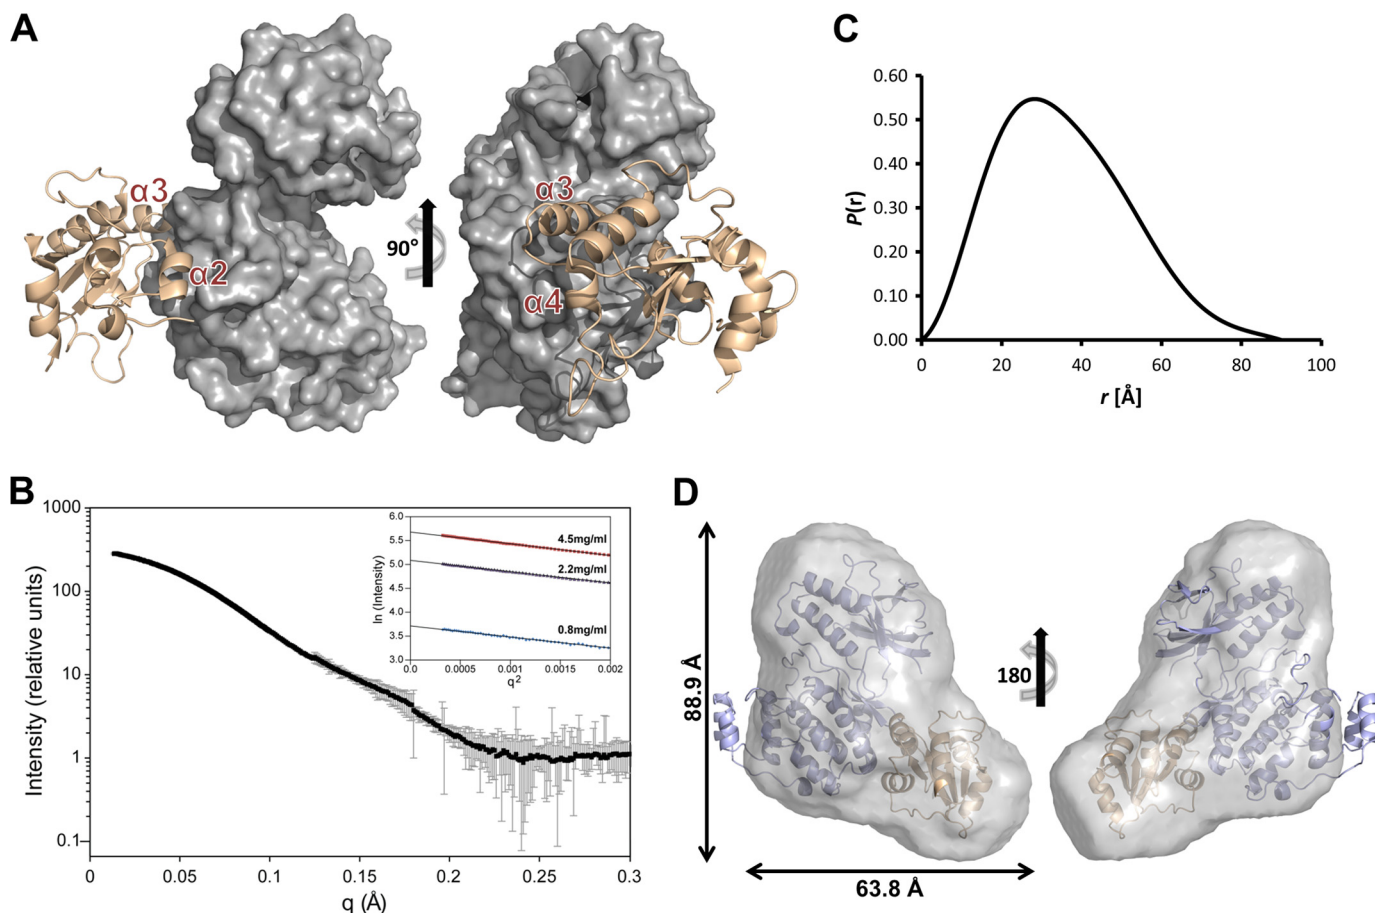 A
α3
α2
90°
α3
α4
C
P(r)
0.60
0.50
0.40
0.30
0.20
0.10
0.00
0
20
40
60
80
100
r [Å]
B
Intensity (relative units)
1000
100
10
1
0.1
0
0.05
0.1
0.15
0.2
0.25
0.3
q (Å)
ln (Intensity)
6.0
5.5
5.0
4.5
4.0
3.5
3.0
4.5mg/ml
2.2mg/ml
0.8mg/ml
0.0
0.0005
0.001
0.0015
0.002
q²
D
88.9 Å
180
63.8 Å